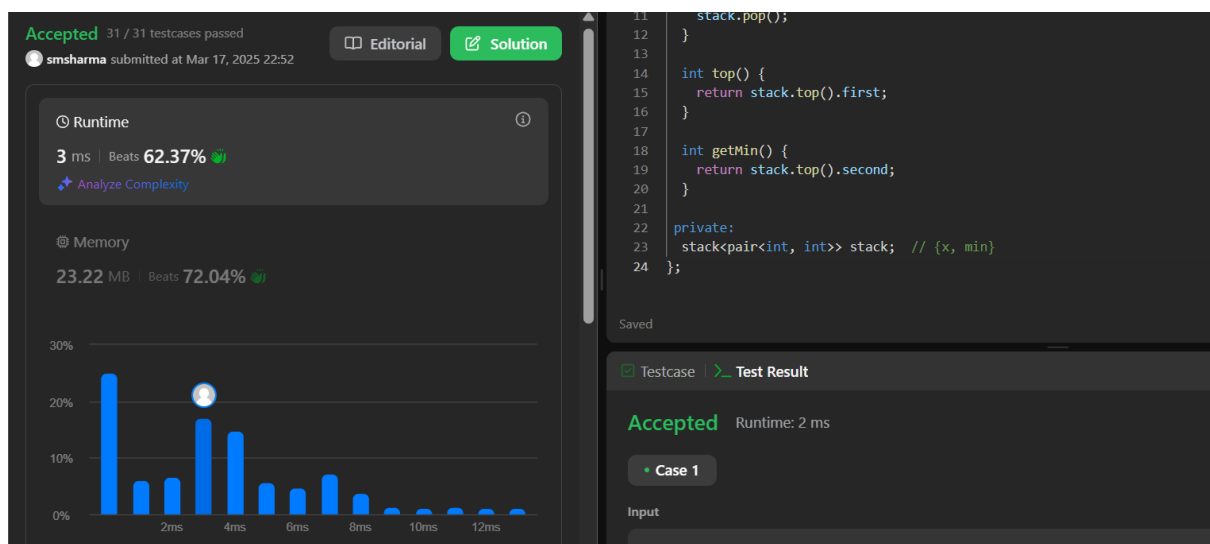 Accepted 31 / 31 testcases passed
Editorial
Solution
smsharma submitted at Mar 17, 2025 22:52
Runtime
3 ms | Beats 62.37%
Analyze Complexity
Memory
23.22 MB | Beats 72.04%
30%
20%
10%
0%
2ms 4ms 6ms 8ms 10ms 12ms
11 stack.pop();
12 }
13
14 int top() {
15 return stack.top().first;
16 }
17
18 int getMin() {
19 return stack.top().second;
20 }
21
22 private:
23 stack<pair<int, int>> stack; // {x, min}
24 };
Saved
Testcase | >_ Test Result
Accepted Runtime: 2 ms
• Case 1
Input